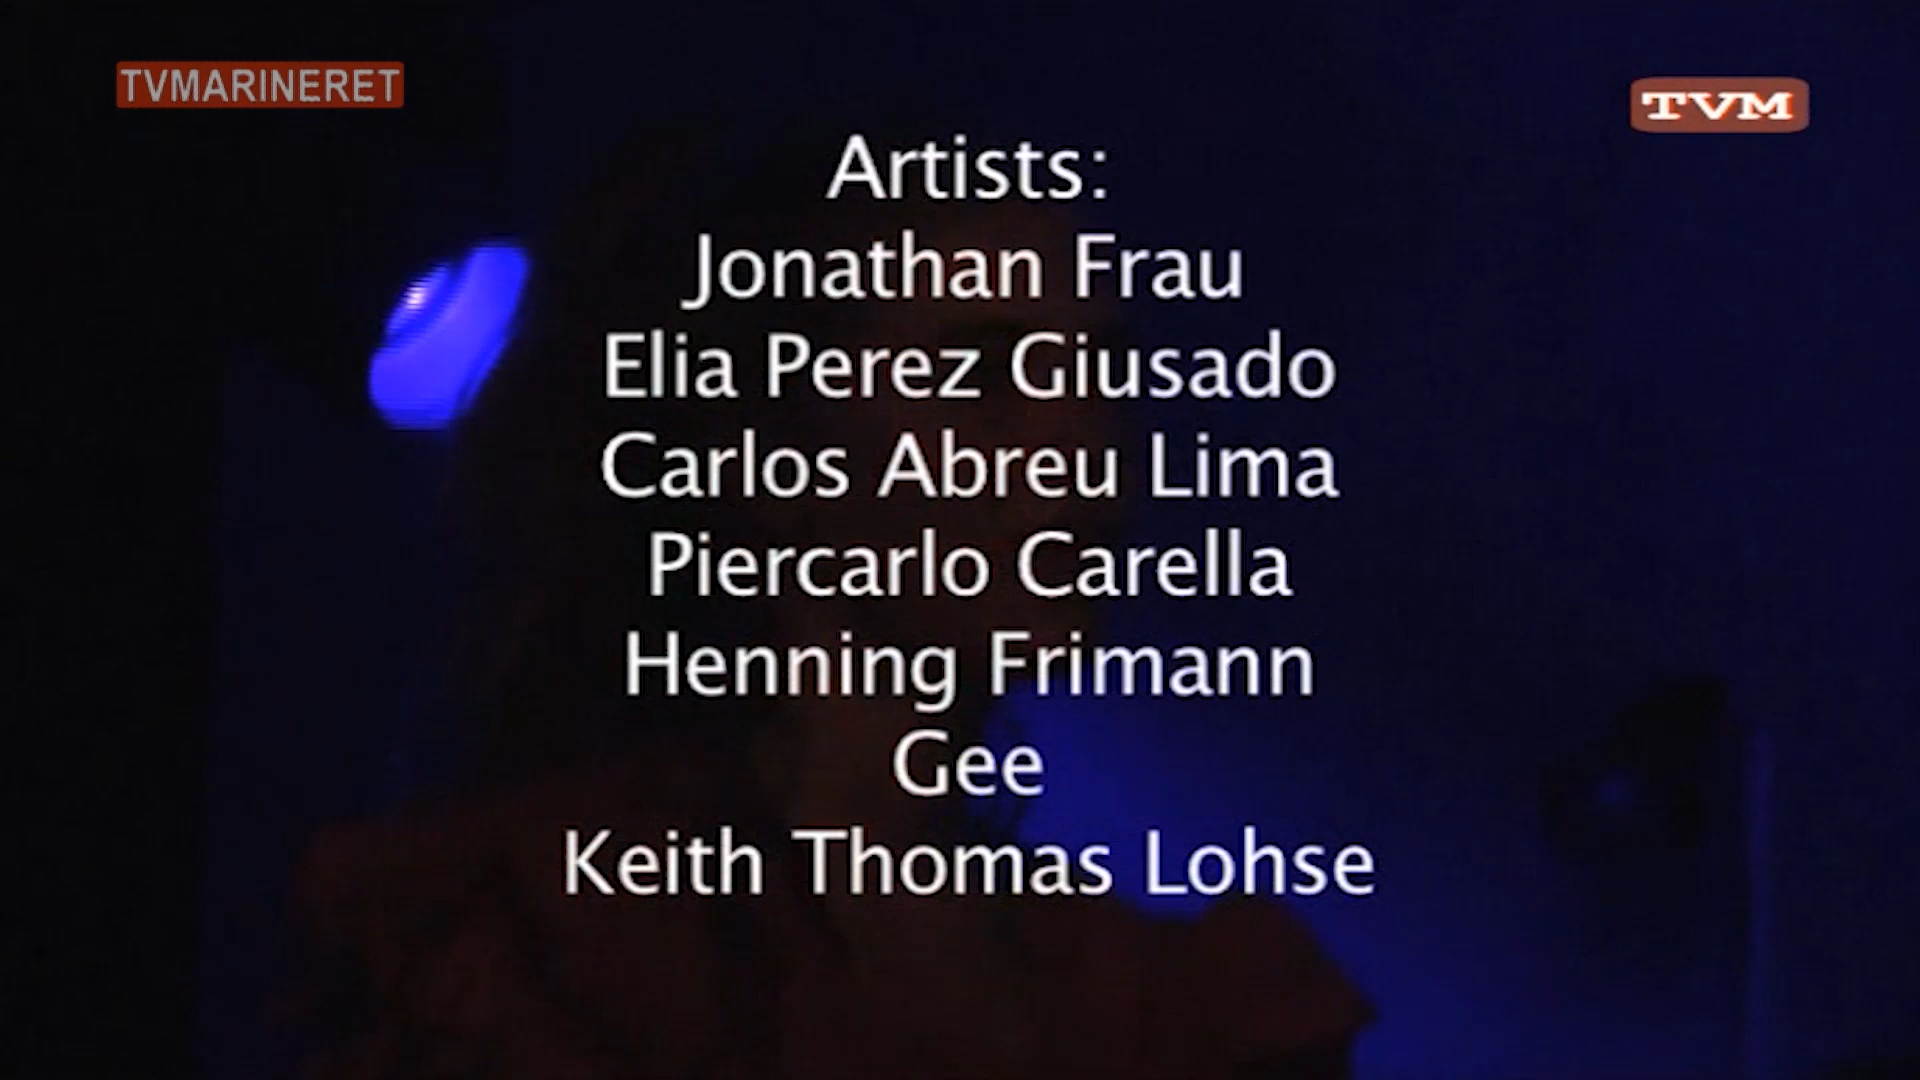 TVMARINERET
TVM
Artists:
Jonathan Frau
Elia Perez Giusado
Carlos Abreu Lima
Piercarlo Carella
Henning Frimann
Gee
Keith Thomas Lohse